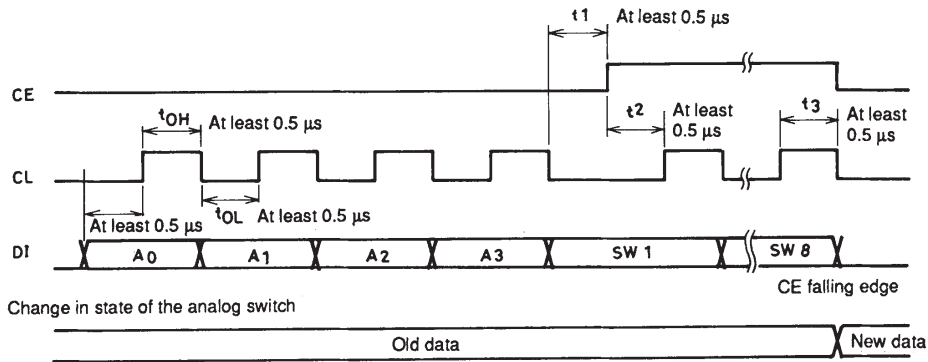 t1 At least 0.5 µs
CE
tOH At least 0.5 µs
t2 At least 0.5 µs
t3 At least 0.5 µs
CL
At least 0.5 µs
tOL At least 0.5 µs
DI A0 A1 A2 A3 SW 1 SW 8
CE falling edge
Change in state of the analog switch
Old data New data